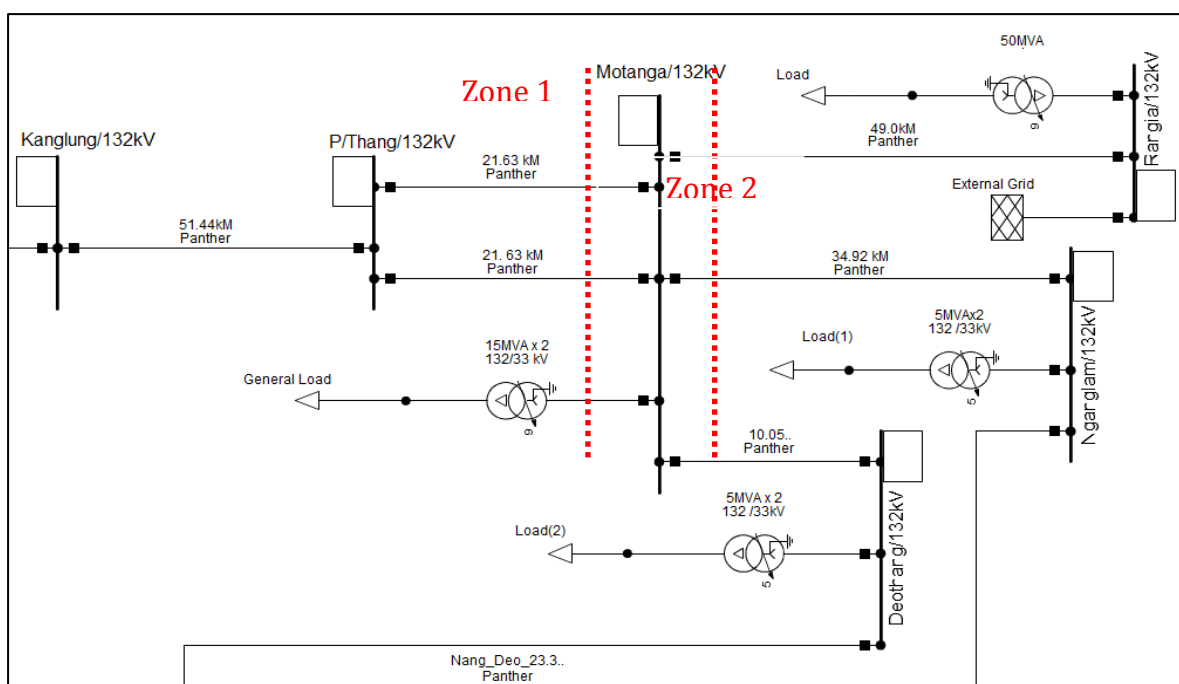 50MVA
Motanga/132kV
Load
Zone 1
9
Rargia/132kV
49.0kM
Panther
Kanglung/132kV
P/Thang/132kV
21.63 kM
Panther
Zone 2
External Grid
51.44kM
Panther
21. 63 kM
Panther
34.92 kM
Panther
Ngarglam/132kV
15MVA x 2
132/33 kV
General Load
9
Load(1)
5MVAx2
132 /33kV
5
10.05..
Panther
Deothang/132kV
5MVA x 2
132 /33kV
Load(2)
5
Nang_Deo_23.3..
Panther